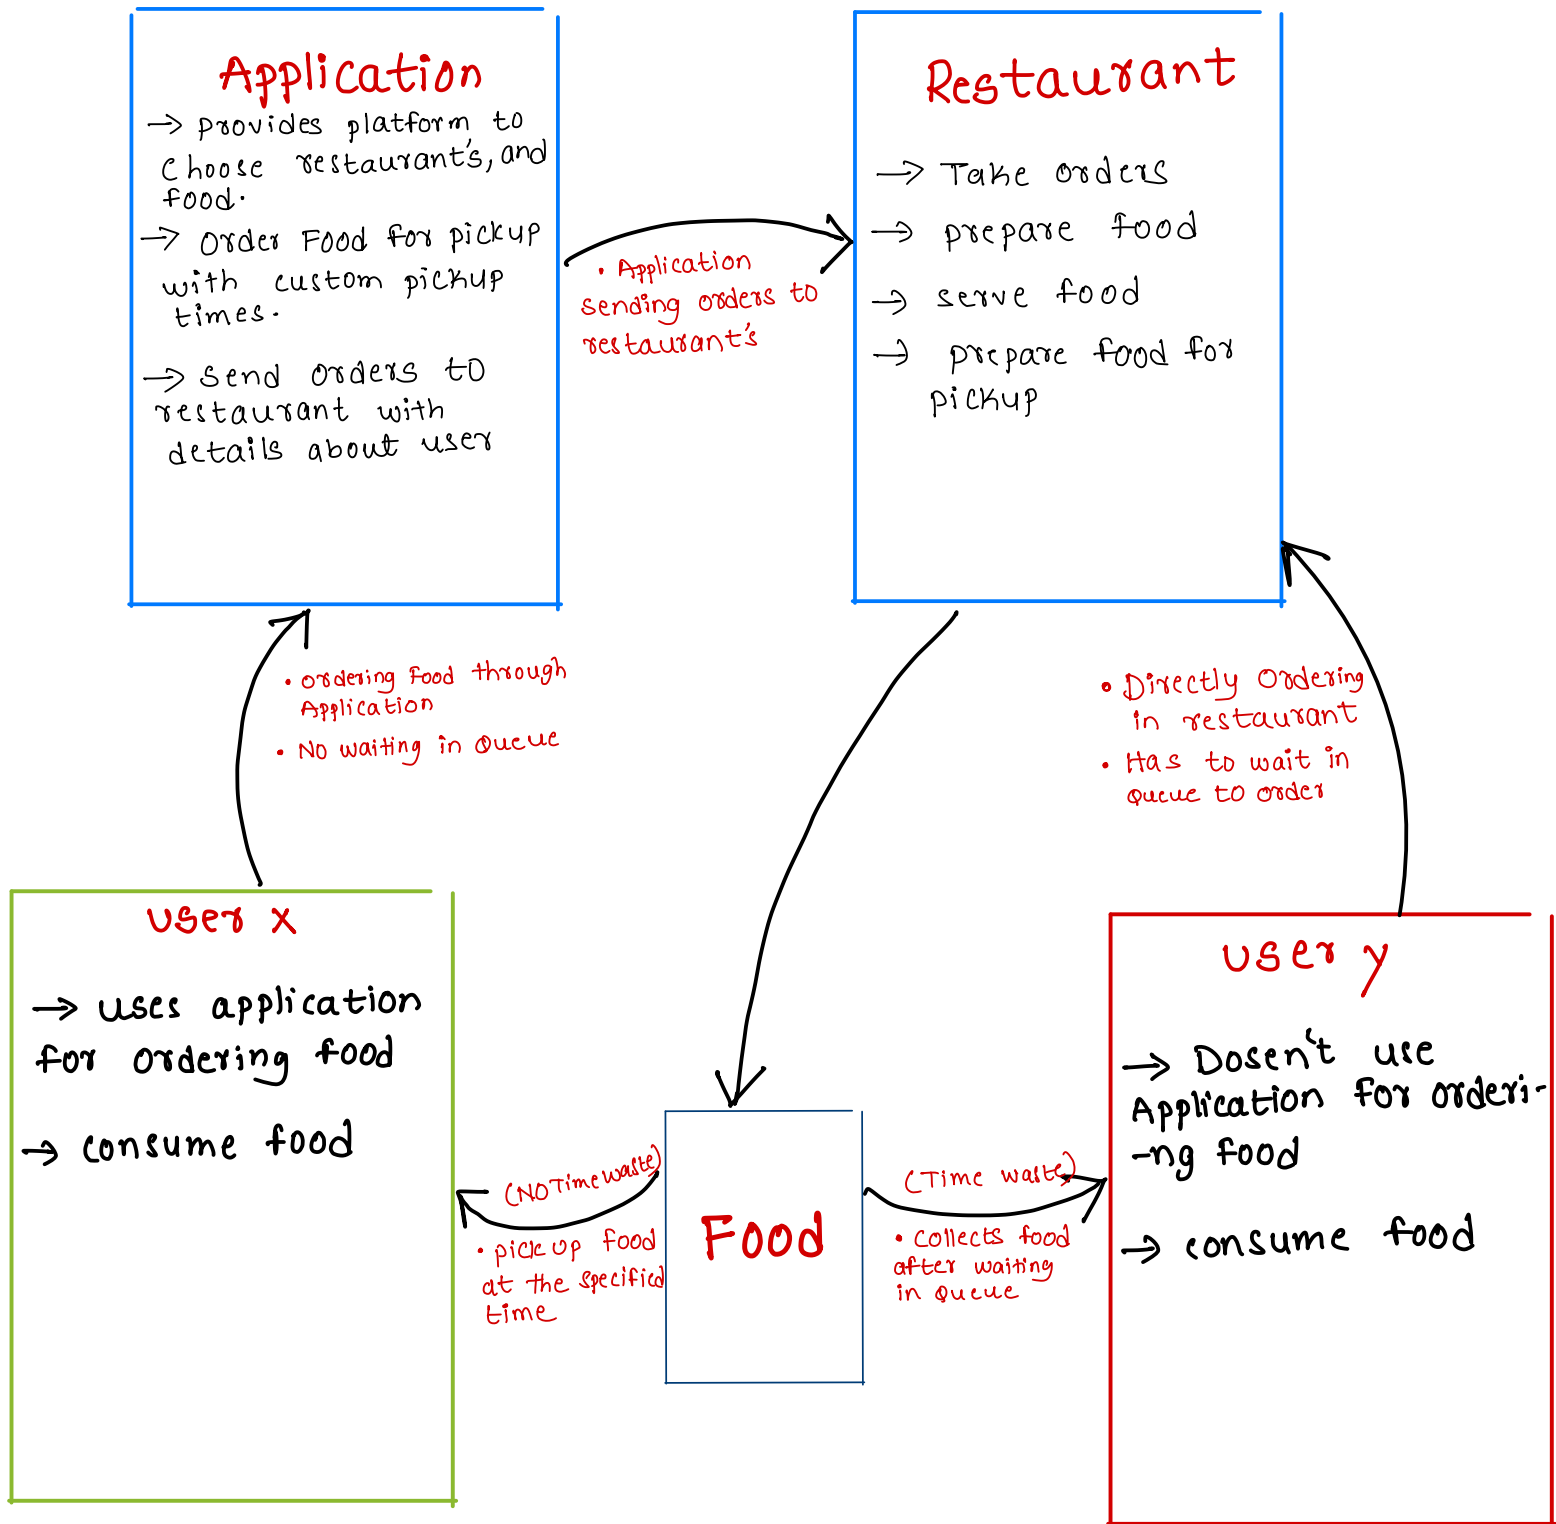 Application
→ provides platform to
choose restaurant's, and
food.
→ order Food for pickup
with custom pickup
times.
→ send orders to
restaurant with
details about user
• Application
sending orders to
restaurant's
Restaurant
→ Take orders
→ prepare food
→ serve food
→ prepare food for
pickup
• ordering Food through
Application
• No waiting in Queue
• Directly Ordering
in restaurant
• Has to wait in
Queue to order
user x
→ uses application
for ordering food
→ consume food
(NO Time waste)
• pick up food
at the specified
time
Food
(Time waste)
• collects food
after waiting
in Queue
user y
→ Dosen't use
Application for orderi-
-ng food
→ consume food